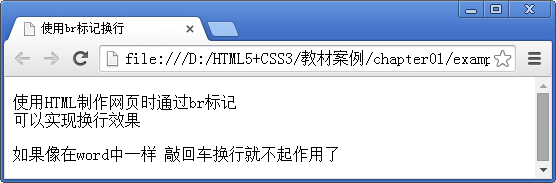 使用br标记换行
file:///D:/HTML5+CSS3/教材案例/chapter01/examp
使用HTML制作网页时通过br标记
可以实现换行效果
如果像在word中一样 敲回车换行就不起作用了